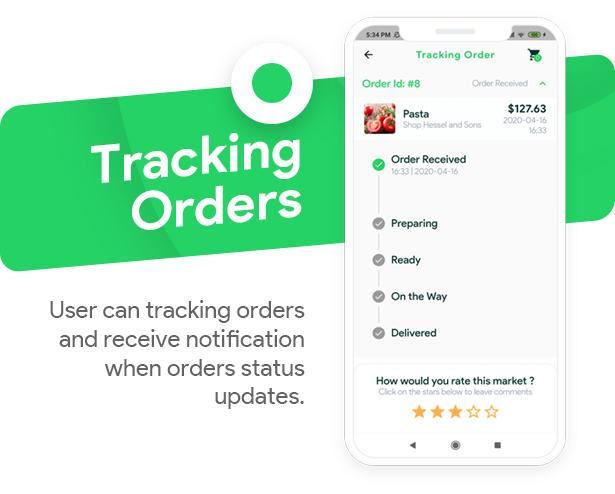 Tracking
Orders
User can tracking orders
and receive notification
when orders status
updates.
5:34 PM
Tracking Order
Order Id: #8
Order Received
Pasta
$127.63
Shop Hessel and Sons
2020-04-16
16:33
Order Received
16:33 | 2020-04-16
Preparing
Ready
On the Way
Delivered
How would you rate this market ?
Click on the stars below to leave comments